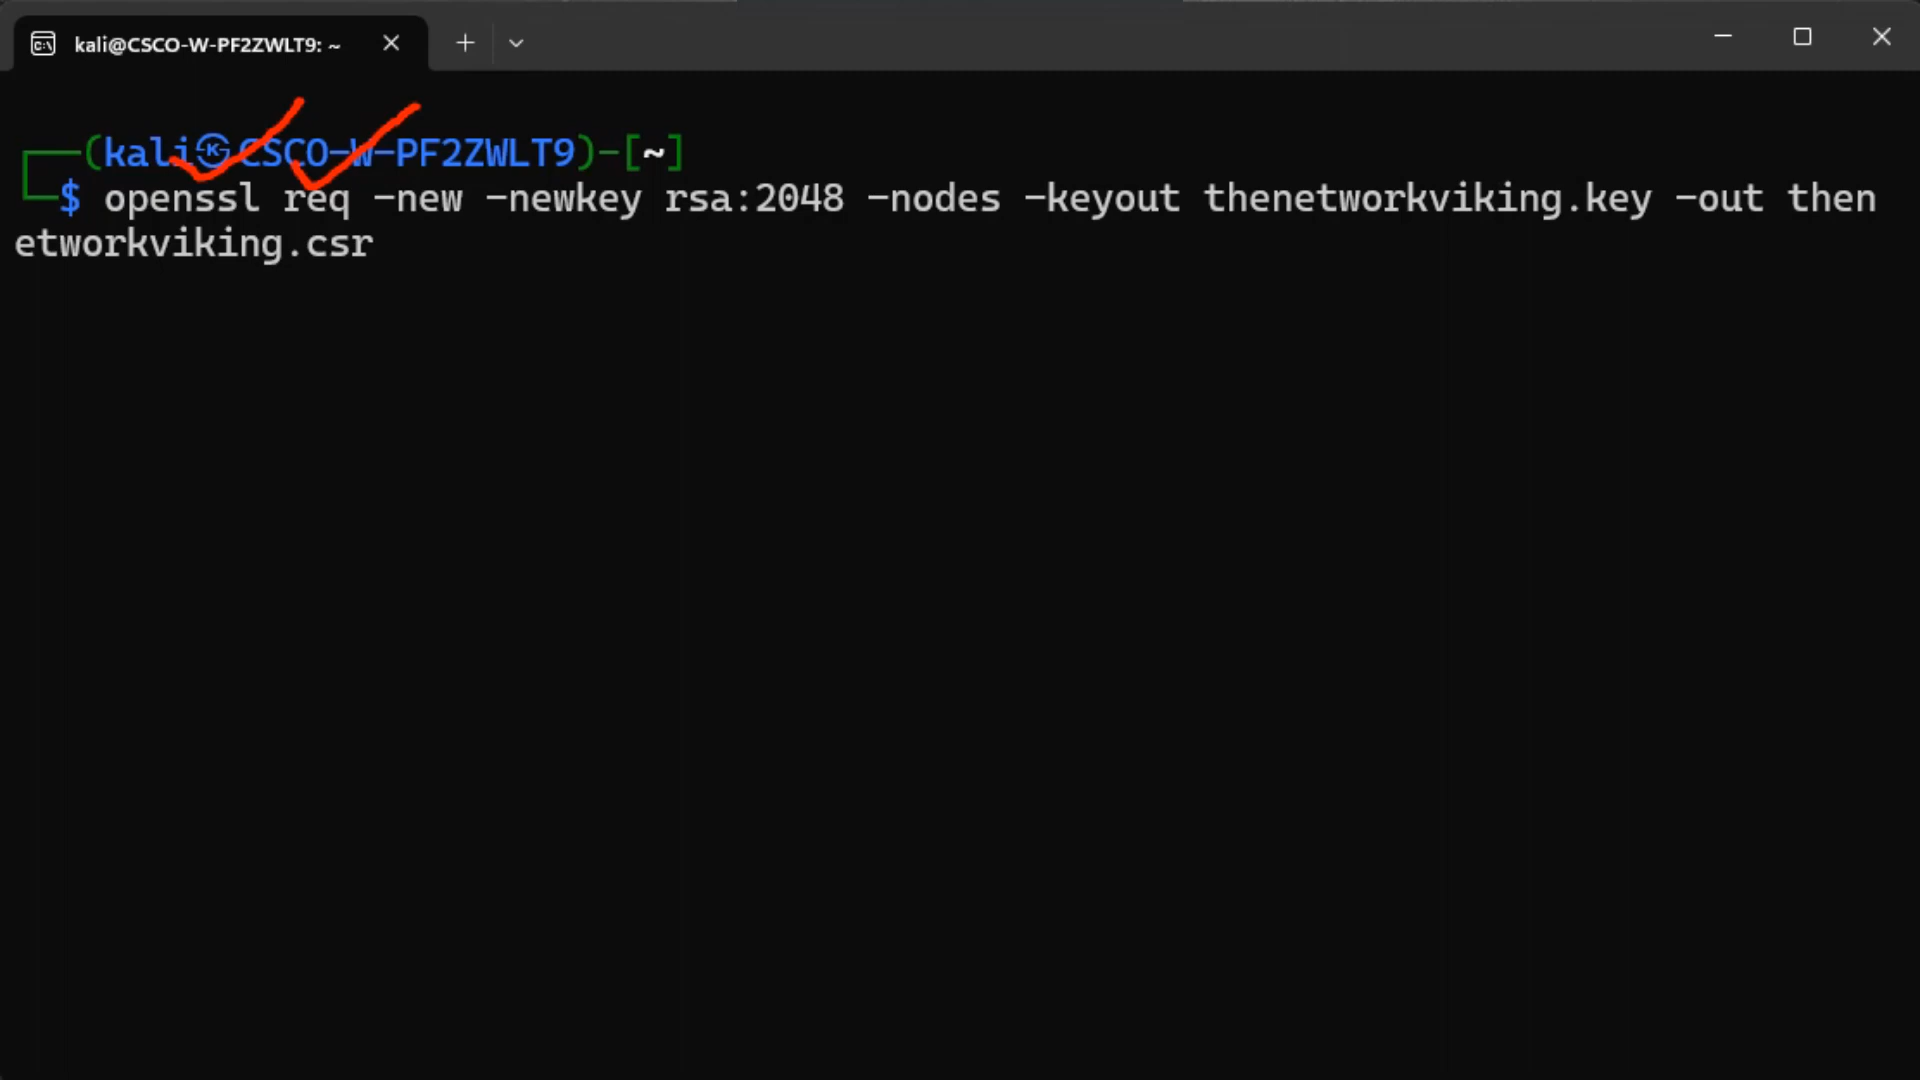 kali@CSCO-W-PF2ZWLT9: ~
(kali㉿CSCO-W-PF2ZWLT9)-[~]
$ openssl req -new -newkey rsa:2048 -nodes -keyout thenetworkviking.key -out then
etworkviking.csr